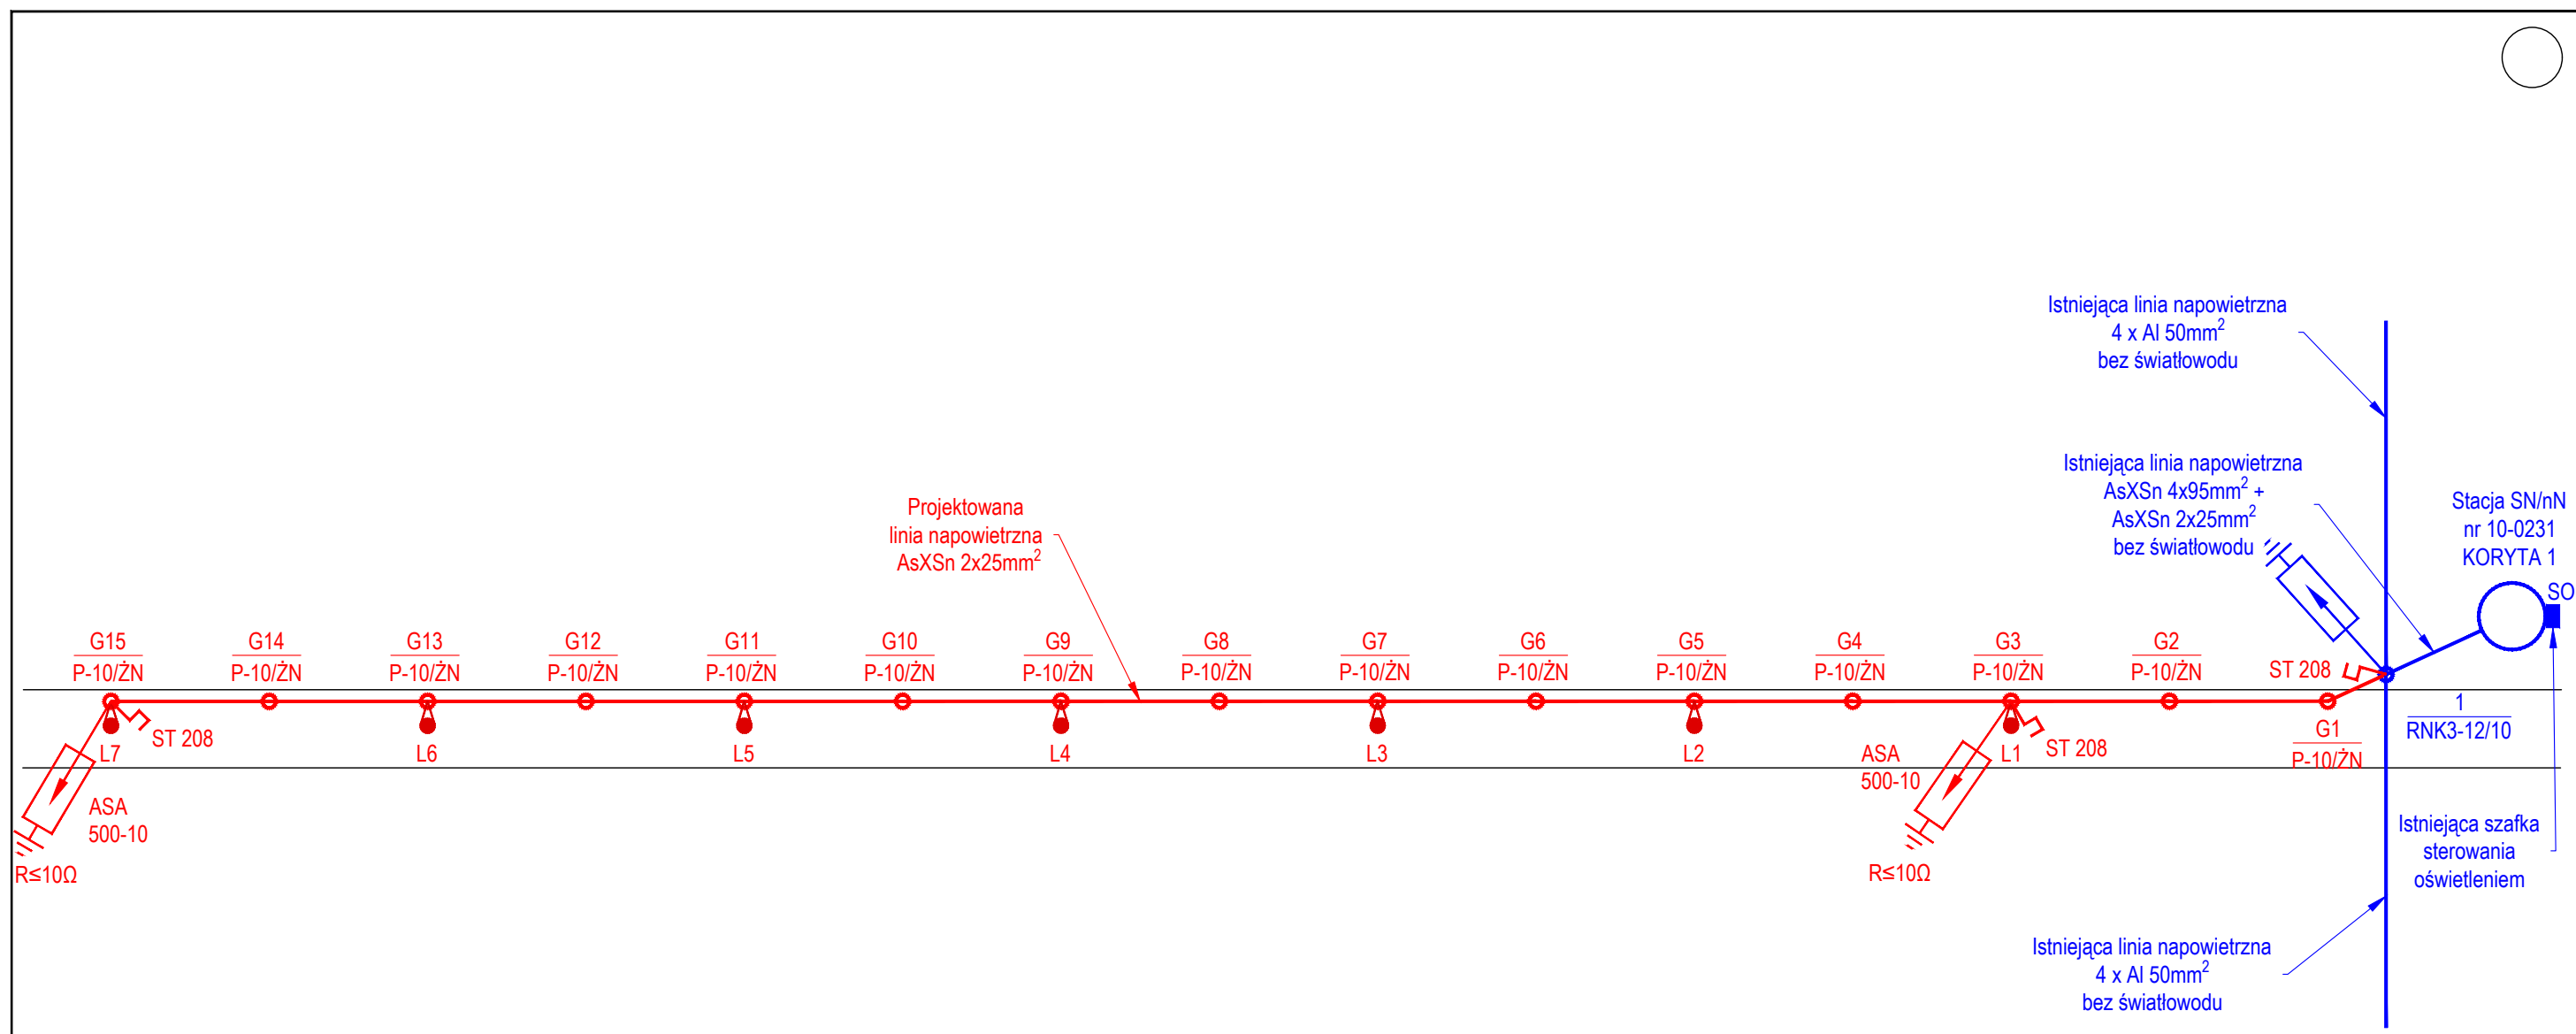 Istniejąca linia napowietrzna
4 x Al 50mm²
bez światłowodu
Istniejąca linia napowietrzna
AsXSn 4x95mm² +
AsXSn 2x25mm²
bez światłowodu
Stacja SN/nN
nr 10-0231
KORYTA 1
SO
Projektowana
linia napowietrzna
AsXSn 2x25mm²
G15
P-10/ŻN
G14
P-10/ŻN
G13
P-10/ŻN
G12
P-10/ŻN
G11
P-10/ŻN
G10
P-10/ŻN
G9
P-10/ŻN
G8
P-10/ŻN
G7
P-10/ŻN
G6
P-10/ŻN
G5
P-10/ŻN
G4
P-10/ŻN
G3
P-10/ŻN
G2
P-10/ŻN
ST 208
G1
P-10/ŻN
1
RNK3-12/10
L7
ST 208
L6
L5
L4
L3
L2
ASA
500-10
L1
ST 208
ASA
500-10
R≤10Ω
R≤10Ω
Istniejąca szafka
sterowania
oświetleniem
Istniejąca linia napowietrzna
4 x Al 50mm²
bez światłowodu